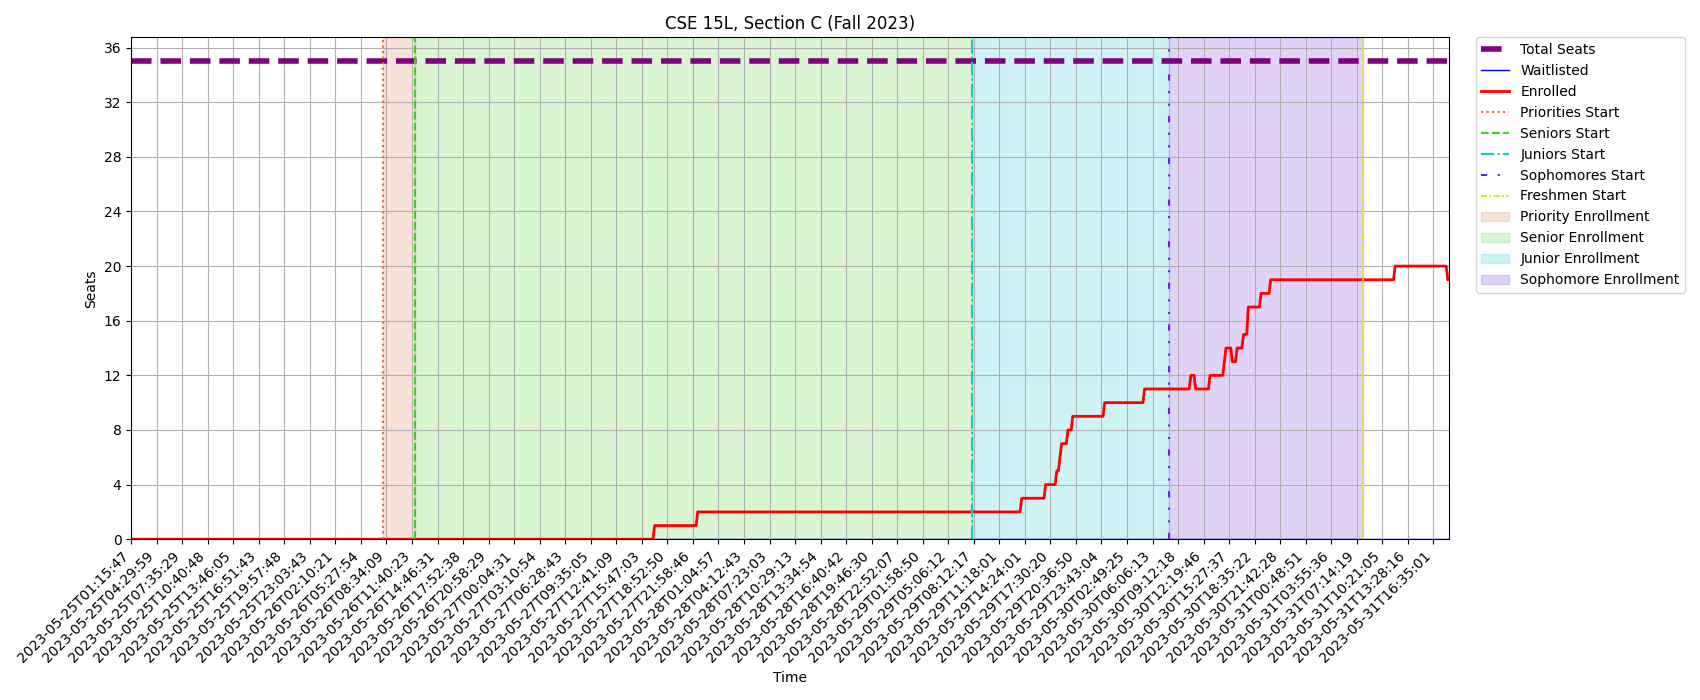 CSE 15L, Section C (Fall 2023)
36
32
28
24
20
16
12
8
4
0
Seats
2023-05-25T01:15:47
2023-05-25T04:29:59
2023-05-25T07:35:29
2023-05-25T10:40:48
2023-05-25T13:46:05
2023-05-25T16:51:43
2023-05-25T19:57:48
2023-05-25T23:03:43
2023-05-26T02:10:21
2023-05-26T05:27:54
2023-05-26T08:34:09
2023-05-26T11:40:23
2023-05-26T14:46:31
2023-05-26T17:52:38
2023-05-26T20:58:29
2023-05-27T00:04:31
2023-05-27T03:10:54
2023-05-27T06:28:43
2023-05-27T09:35:05
2023-05-27T12:41:09
2023-05-27T15:47:03
2023-05-27T18:52:50
2023-05-27T21:58:46
2023-05-28T01:04:57
2023-05-28T04:12:43
2023-05-28T07:23:03
2023-05-28T10:29:13
2023-05-28T13:34:54
2023-05-28T16:40:42
2023-05-28T19:46:30
2023-05-28T22:52:07
2023-05-29T01:58:50
2023-05-29T05:06:12
2023-05-29T08:12:17
2023-05-29T11:18:01
2023-05-29T14:24:01
2023-05-29T17:30:20
2023-05-29T20:36:50
2023-05-29T23:43:04
2023-05-30T02:49:25
2023-05-30T06:06:13
2023-05-30T09:12:18
2023-05-30T12:19:46
2023-05-30T15:27:37
2023-05-30T18:35:22
2023-05-30T21:42:28
2023-05-31T00:48:51
2023-05-31T03:55:36
2023-05-31T07:14:19
2023-05-31T10:21:05
2023-05-31T13:28:16
2023-05-31T16:35:01
Time
Total Seats
Waitlisted
Enrolled
Priorities Start
Seniors Start
Juniors Start
Sophomores Start
Freshmen Start
Priority Enrollment
Senior Enrollment
Junior Enrollment
Sophomore Enrollment